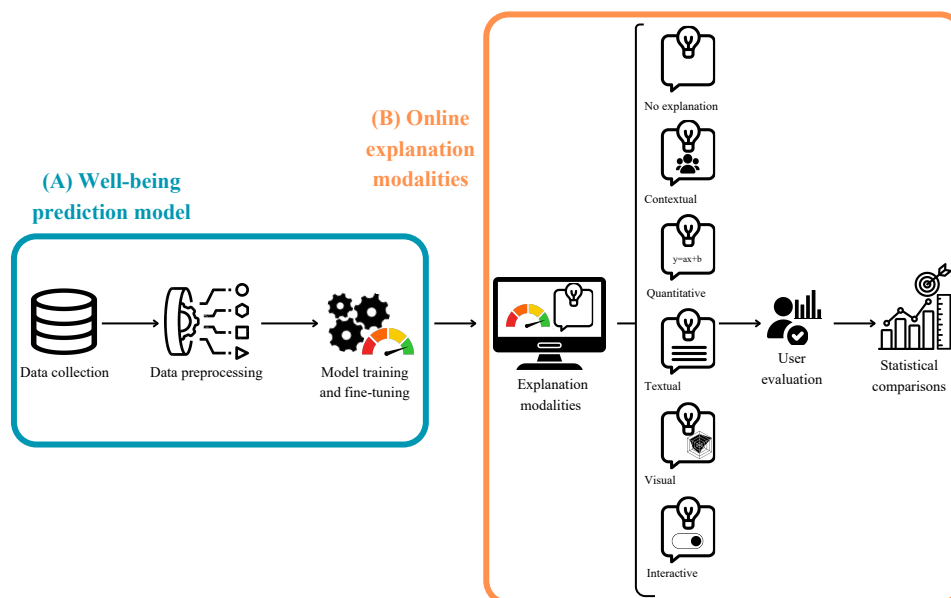 (A) Well-being
prediction model
Data collection
Data preprocessing
Model training
and fine-tuning
(B) Online
explanation
modalities
Explanation
modalities
No explanation
Contextual
y=ax+b
Quantitative
Textual
Visual
Interactive
User
evaluation
Statistical
comparisons